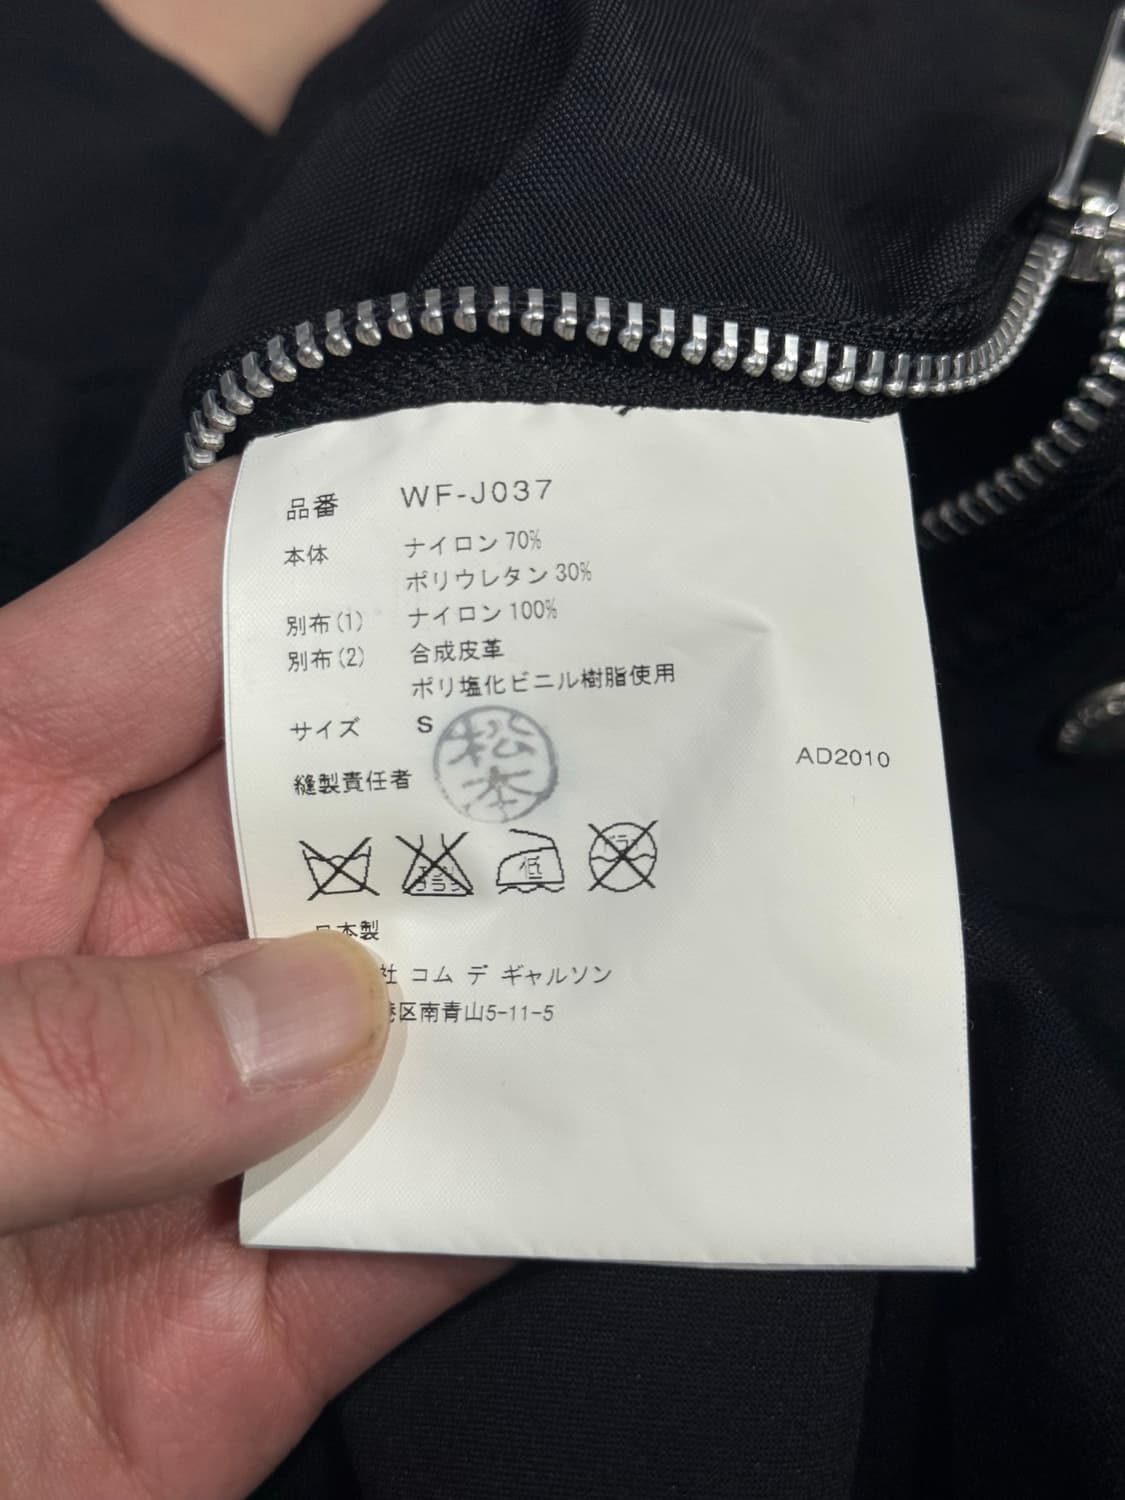 品番 WF-J037
本体 ナイロン 70%
ポリウレタン 30%
別布(1) ナイロン 100%
別布(2) 合成皮革
ポリ塩化ビニル樹脂使用
サイズ S
松本
AD2010
縫製責任者
低
日本製
社 コム デ ギャルソン
港区南青山5-11-5